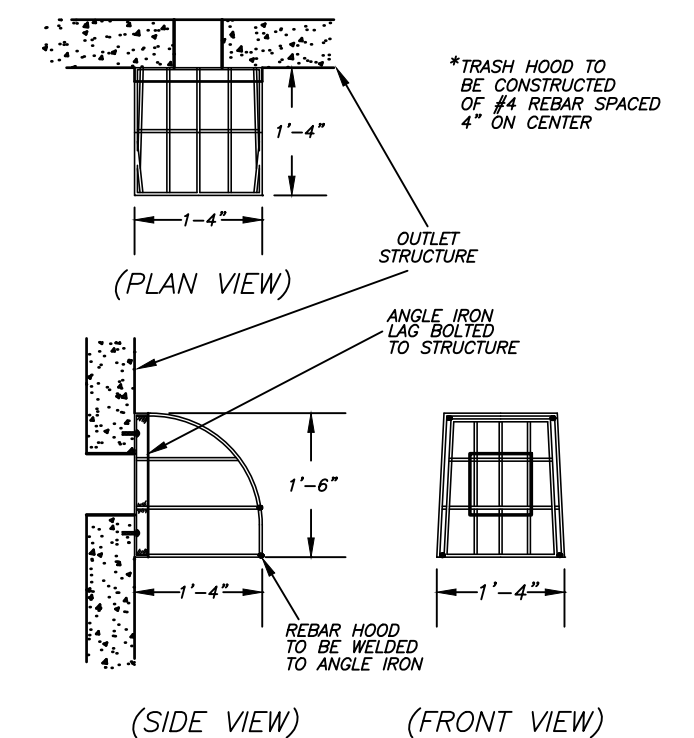 *TRASH HOOD TO
BE CONSTRUCTED
OF #4 REBAR SPACED
4" ON CENTER
1'-4"
1-4"
OUTLET
STRUCTURE
(PLAN VIEW)
ANGLE IRON
LAG BOLTED
TO STRUCTURE
1'-6"
1'-4"
1'-4"
REBAR HOOD
TO BE WELDED
TO ANGLE IRON
(SIDE VIEW)
(FRONT VIEW)